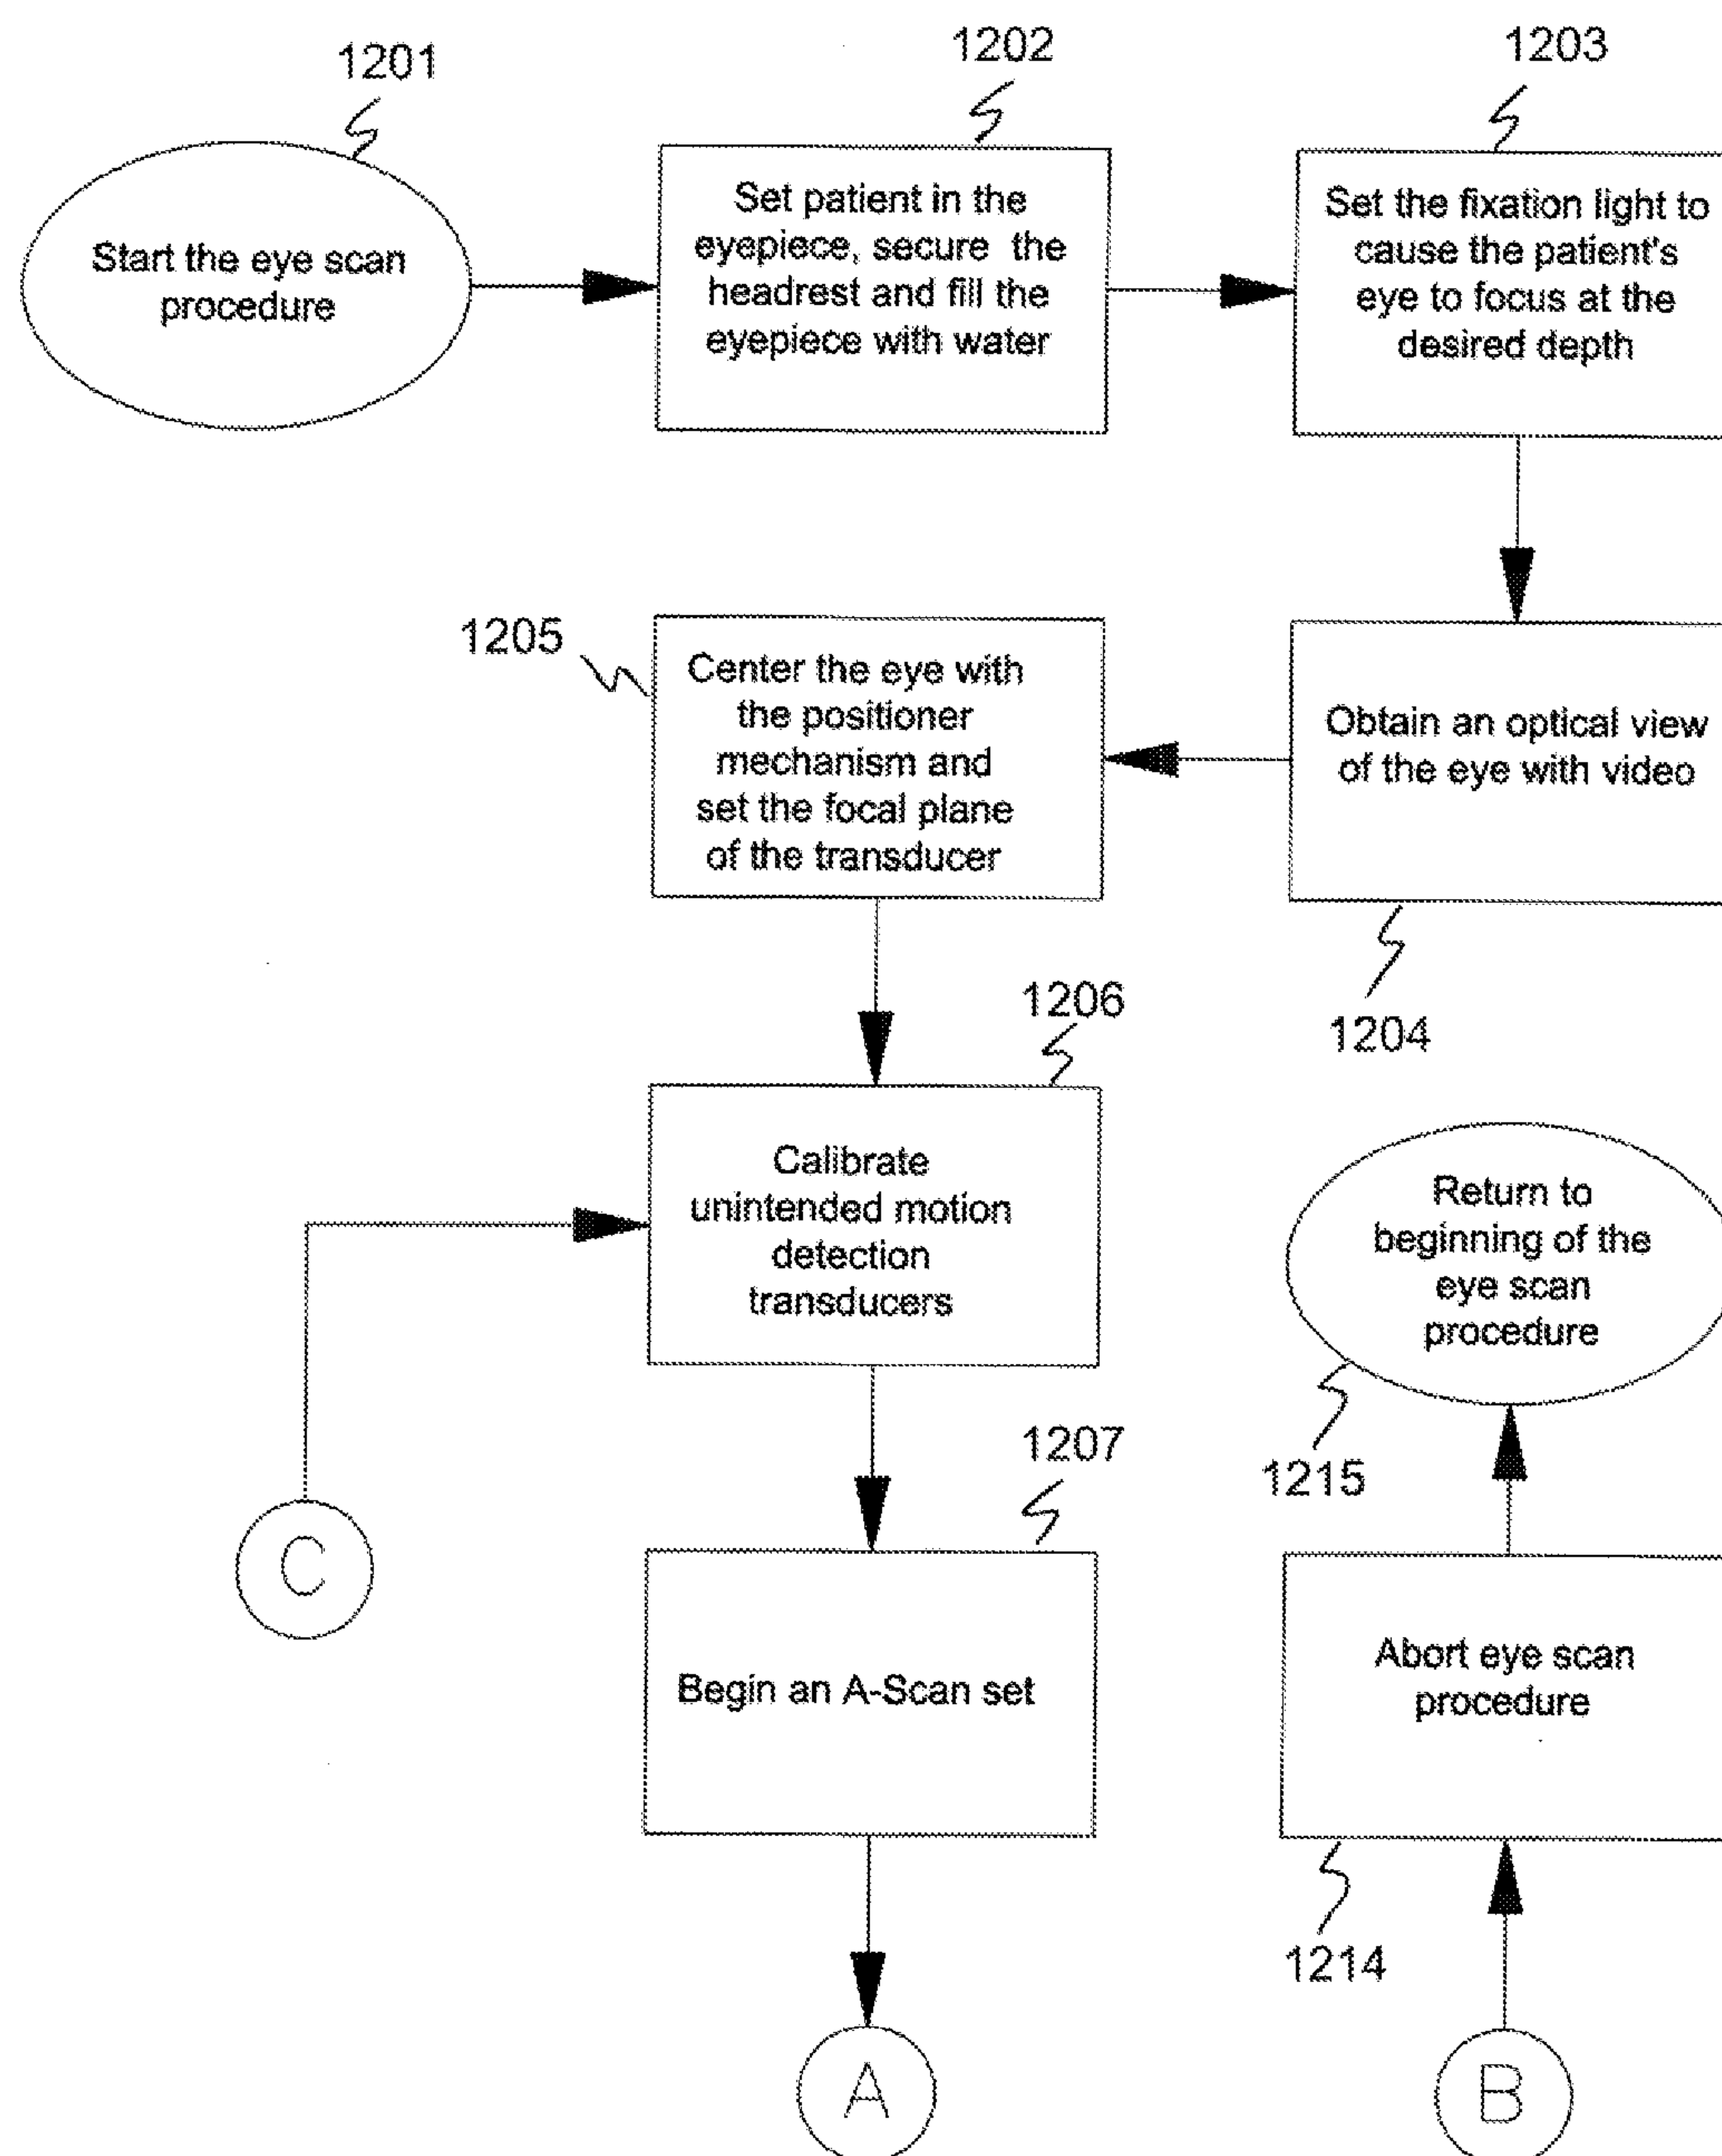 1201
Start the eye scan
procedure
1202
Set patient in the
eyepiece, secure the
headrest and fill the
eyepiece with water
1203
Set the fixation light to
cause the patient's
eye to focus at the
desired depth
1205
Center the eye with
the positioner
mechanism and
set the focal plane
of the transducer
Obtain an optical view
of the eye with video
1204
1206
Calibrate
unintended motion
detection
transducers
Return to
beginning of the
eye scan
procedure
1215
C
1207
Begin an A-Scan set
Abort eye scan
procedure
1214
A
B